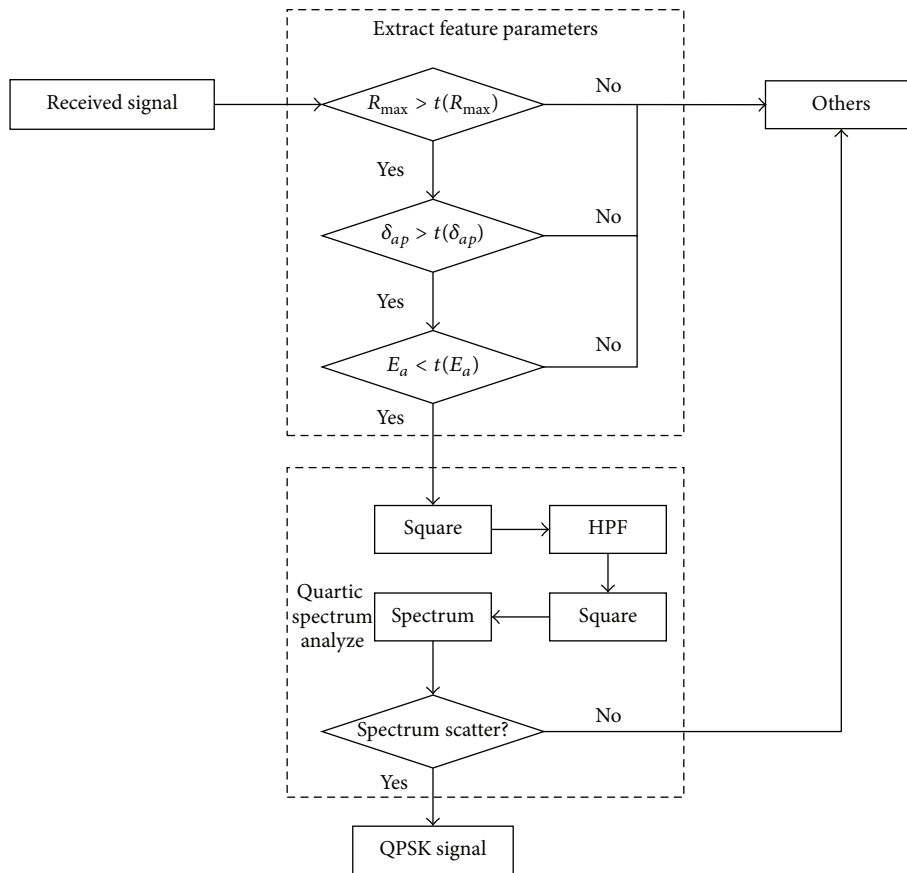 Extract feature parameters
Received signal
R_max > t(R_max)
No
Others
Yes
δ_ap > t(δ_ap)
No
Yes
E_a < t(E_a)
No
Yes
Square
HPF
Quartic
spectrum
analyze
Spectrum
Square
Spectrum scatter?
No
Yes
QPSK signal